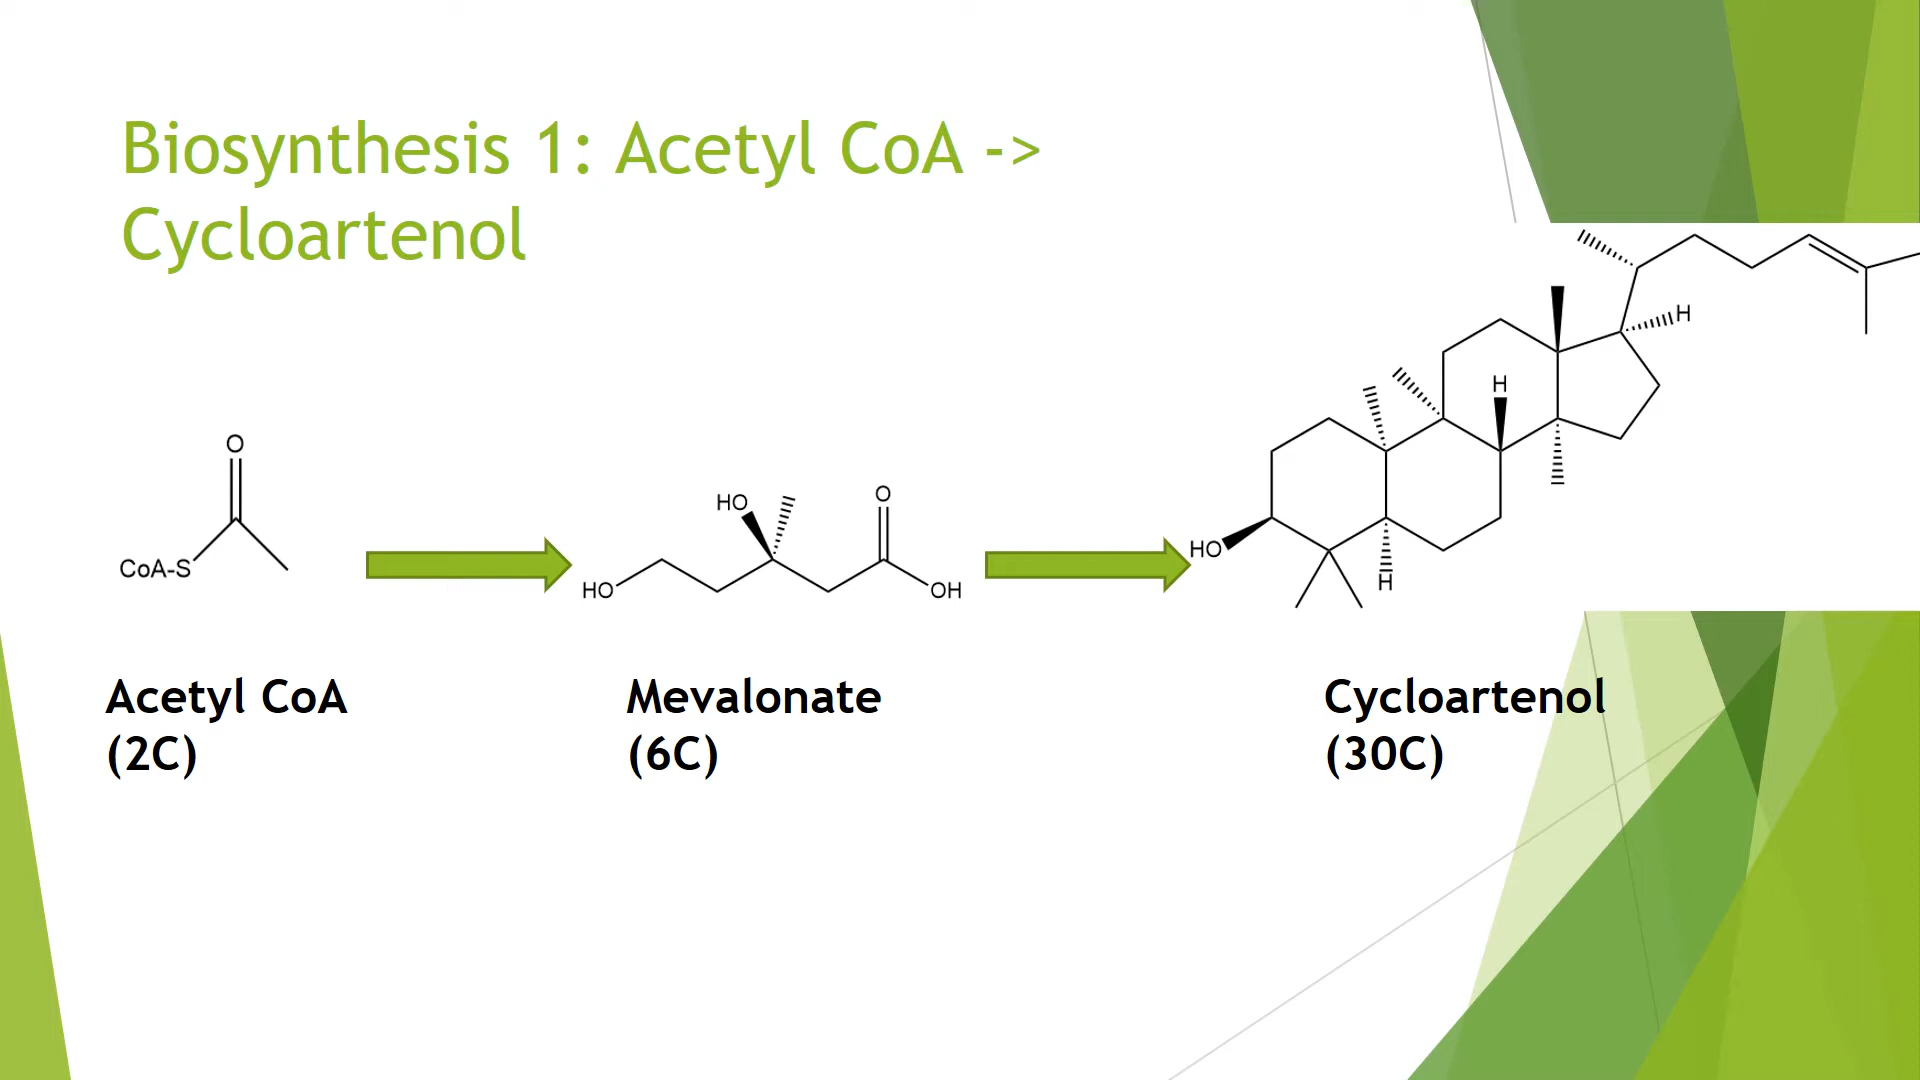 Biosynthesis 1: Acetyl CoA ->
Cycloartenol
O
CoA-S
HO
O
HO
OH
H
H
HO
H
Acetyl CoA
(2C)
Mevalonate
(6C)
Cycloartenol
(30C)